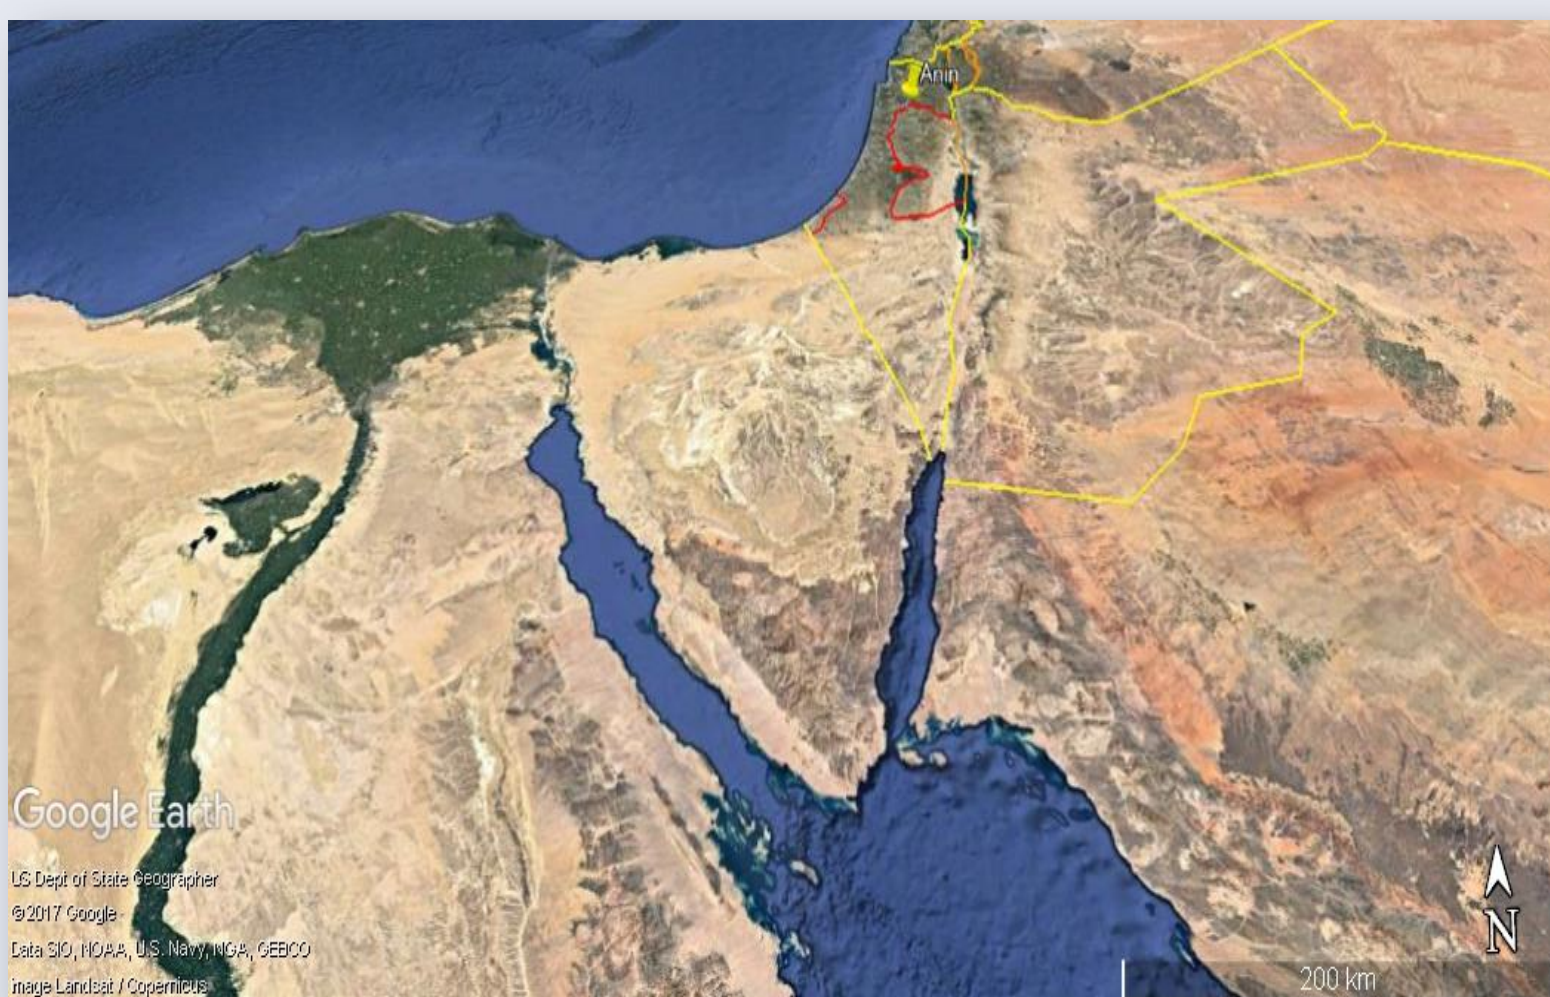 Anin
Google Earth
US Dept of State Geographer
©2017 Google
Data SIO, NOAA, U.S. Navy, NGA, GEBCO
Image Landsat / Copernicus
N
200 km